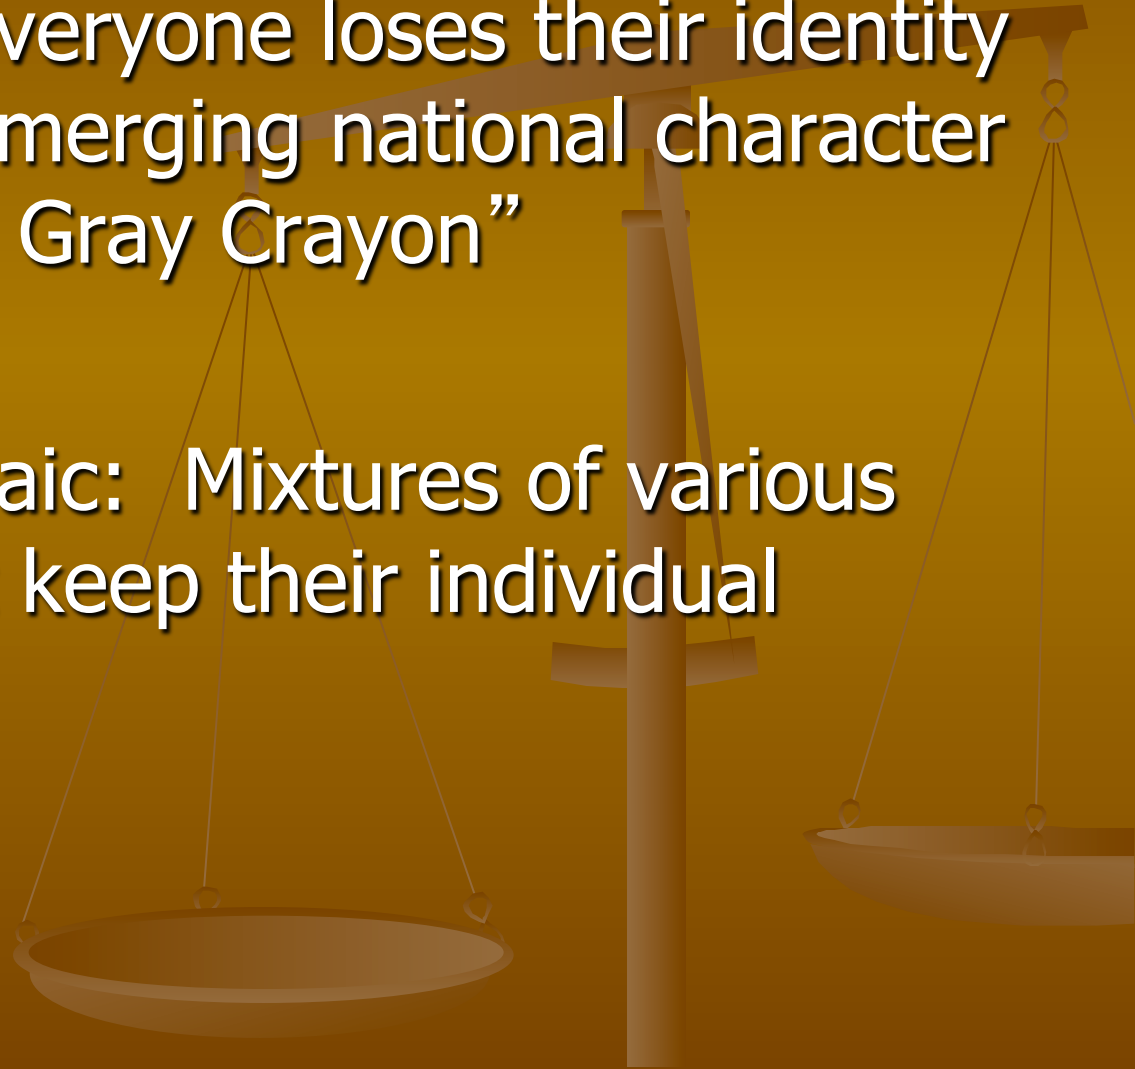 veryone loses their identity
merging national character
Gray Crayon”
aic: Mixtures of various
keep their individual